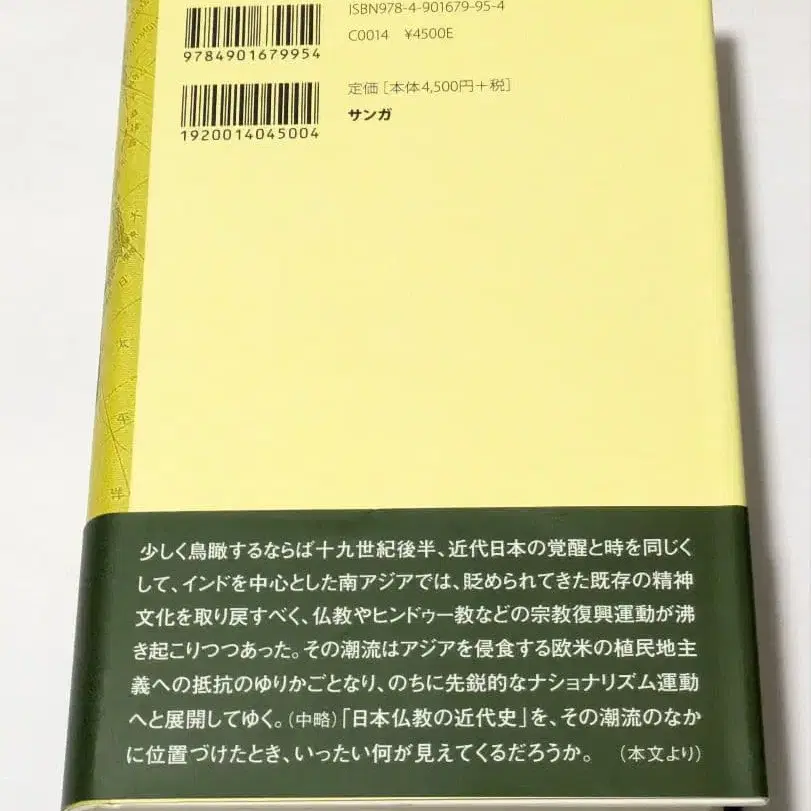 ISBN978-4-901679-95-4
9784901679954
C0014 ¥4500E
定価［本体4,500円＋税］
1920014045004
サンガ
太
平
少しく鳥瞰するならば十九世紀後半、近代日本の覚醒と時を同じく
して、インドを中心とした南アジアでは、貶められてきた既存の精神
文化を取り戻すべく、仏教やヒンドゥー教などの宗教復興運動が沸
き起こりつつあった。その潮流はアジアを侵食する欧米の植民地主
義への抵抗のゆりかごとなり、のちに先鋭的なナショナリズム運動
へと展開してゆく。（中略）「日本仏教の近代史」を、その潮流のなか
に位置づけたとき、いったい何が見えてくるだろうか。 （本文より）